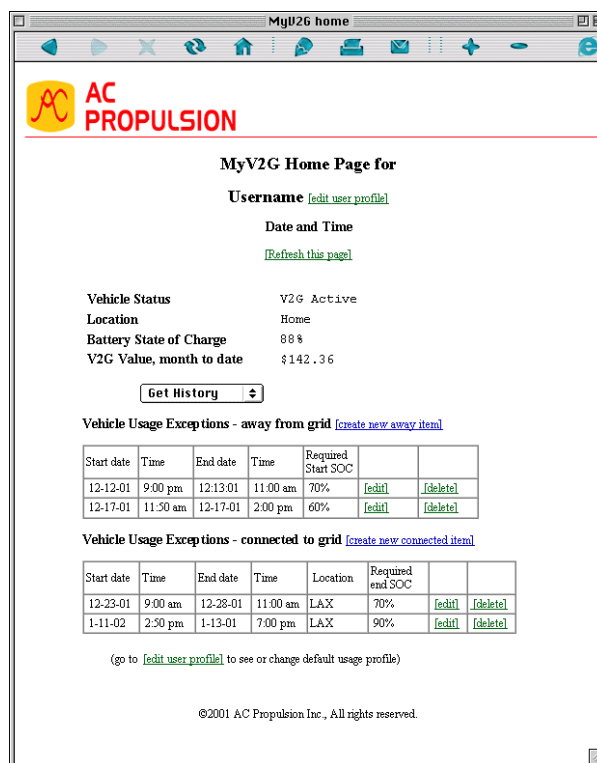 MyV2G home
AC
PROPULSION
MyV2G Home Page for
Username [edit user profile]
Date and Time
[Refresh this page]
Vehicle Status V2G Active
Location Home
Battery State of Charge 88%
V2G Value, month to date $142.36
Get History
Vehicle Usage Exceptions - away from grid [create new away item]
Start date Time End date Time Required Start SOC
12-12-01 9:00 pm 12:13:01 11:00 am 70% [edit] [delete]
12-17-01 11:50 am 12-17-01 2:00 pm 60% [edit] [delete]
Vehicle Usage Exceptions - connected to grid [create new connected item]
Start date Time End date Time Location Required end SOC
12-23-01 9:00 am 12-28-01 11:00 am LAX 70% [edit] [delete]
1-11-02 2:50 pm 1-13-01 7:00 pm LAX 90% [edit] [delete]
(go to [edit user profile] to see or change default usage profile)
©2001 AC Propulsion Inc., All rights reserved.